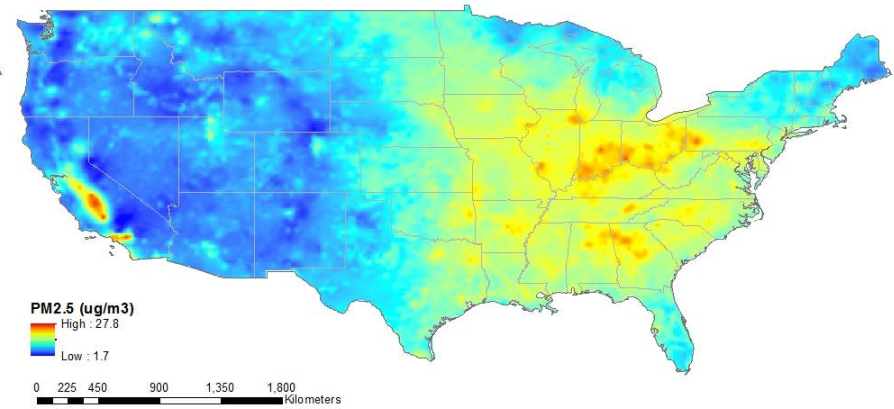 PM2.5 (ug/m3)
High : 27.8
Low : 1.7
0 225 450 900 1,350 1,800
Kilometers